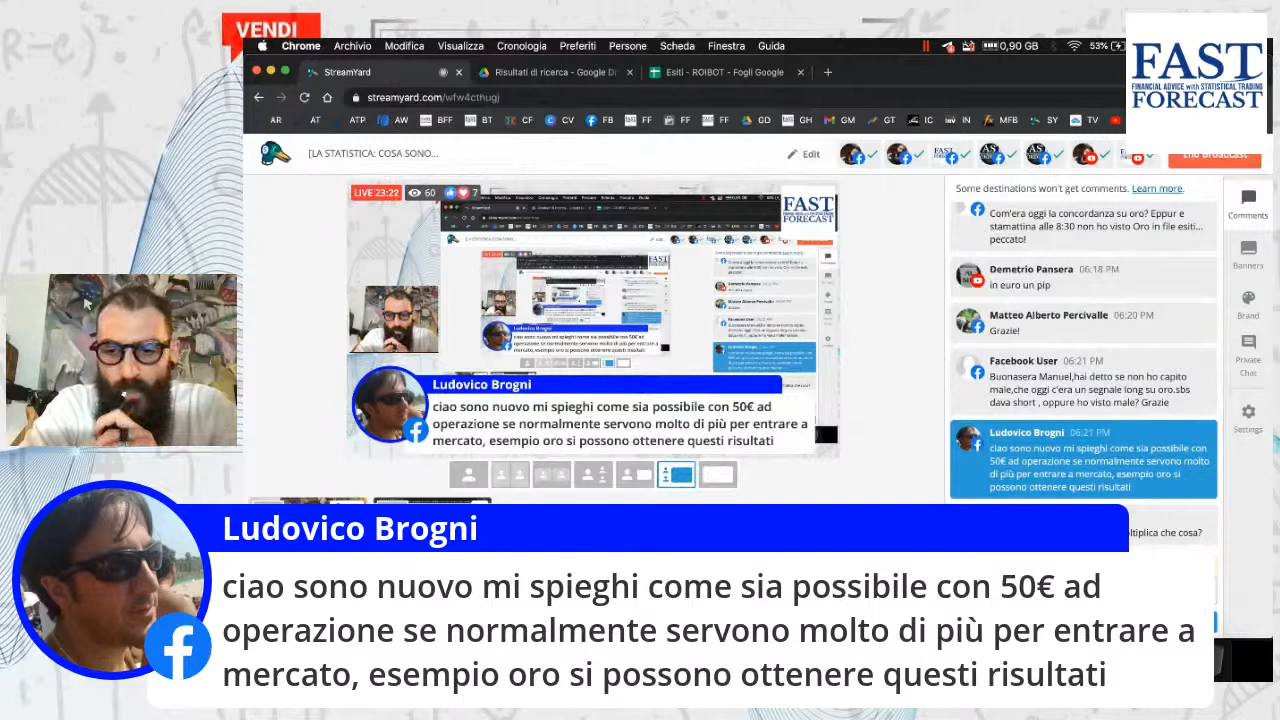 VENDI
Chrome Archivio Modifica Visualizza Cronologia Preferiti Persone Scheda Finestra Guida
0,90 GB 53%
StreamYard
Risultati di ricerca - Google Dr
Esiti - ROIBOT - Fogli Google
streamyard.com/wfw4cthugj
AR AT ATP AW BFF BT CF CV FB FF FF FF GD GH GM GT IC IN MFB SY TV
FAST
FINANCIAL ADVICE with STATISTICAL TRADING
FORECAST
[LA STATISTICA: COSA SONO...
Edit
End Broadcast
LIVE 23:22 60 7
FAST
FORECAST
Ludovico Brogni
ciao sono nuovo mi spieghi come sia possibile con 50€ ad
operazione se normalmente servono molto di più per entrare a
mercato, esempio oro si possono ottenere questi risultati
Some destinations won't get comments. Learn more.
Com'era oggi la concordanza su oro? Eppur e
stamattina alle 8:30 non ho visto Oro in file esiti...
peccato!
Demetrio Pansera 06:18 PM
in euro un pip
Matteo Alberto Percivalle 06:20 PM
Grazie!
Facebook User 06:21 PM
Buonasera Manuel,hai detto se non ho capito
male,che oggi c'era un segnale long su oro.sbs
dava short , oppure ho visto male? Grazie
Ludovico Brogni 06:21 PM
ciao sono nuovo mi spieghi come sia
possibile con 50€ ad operazione se
normalmente servono molto
di più per entrare a mercato, esempio oro si
possono ottenere questi risultati
ltiplica che cosa?
Comments
Banners
Brand
Private
Chat
Settings
Ludovico Brogni
ciao sono nuovo mi spieghi come sia possibile con 50€ ad
operazione se normalmente servono molto di più per entrare a
mercato, esempio oro si possono ottenere questi risultati